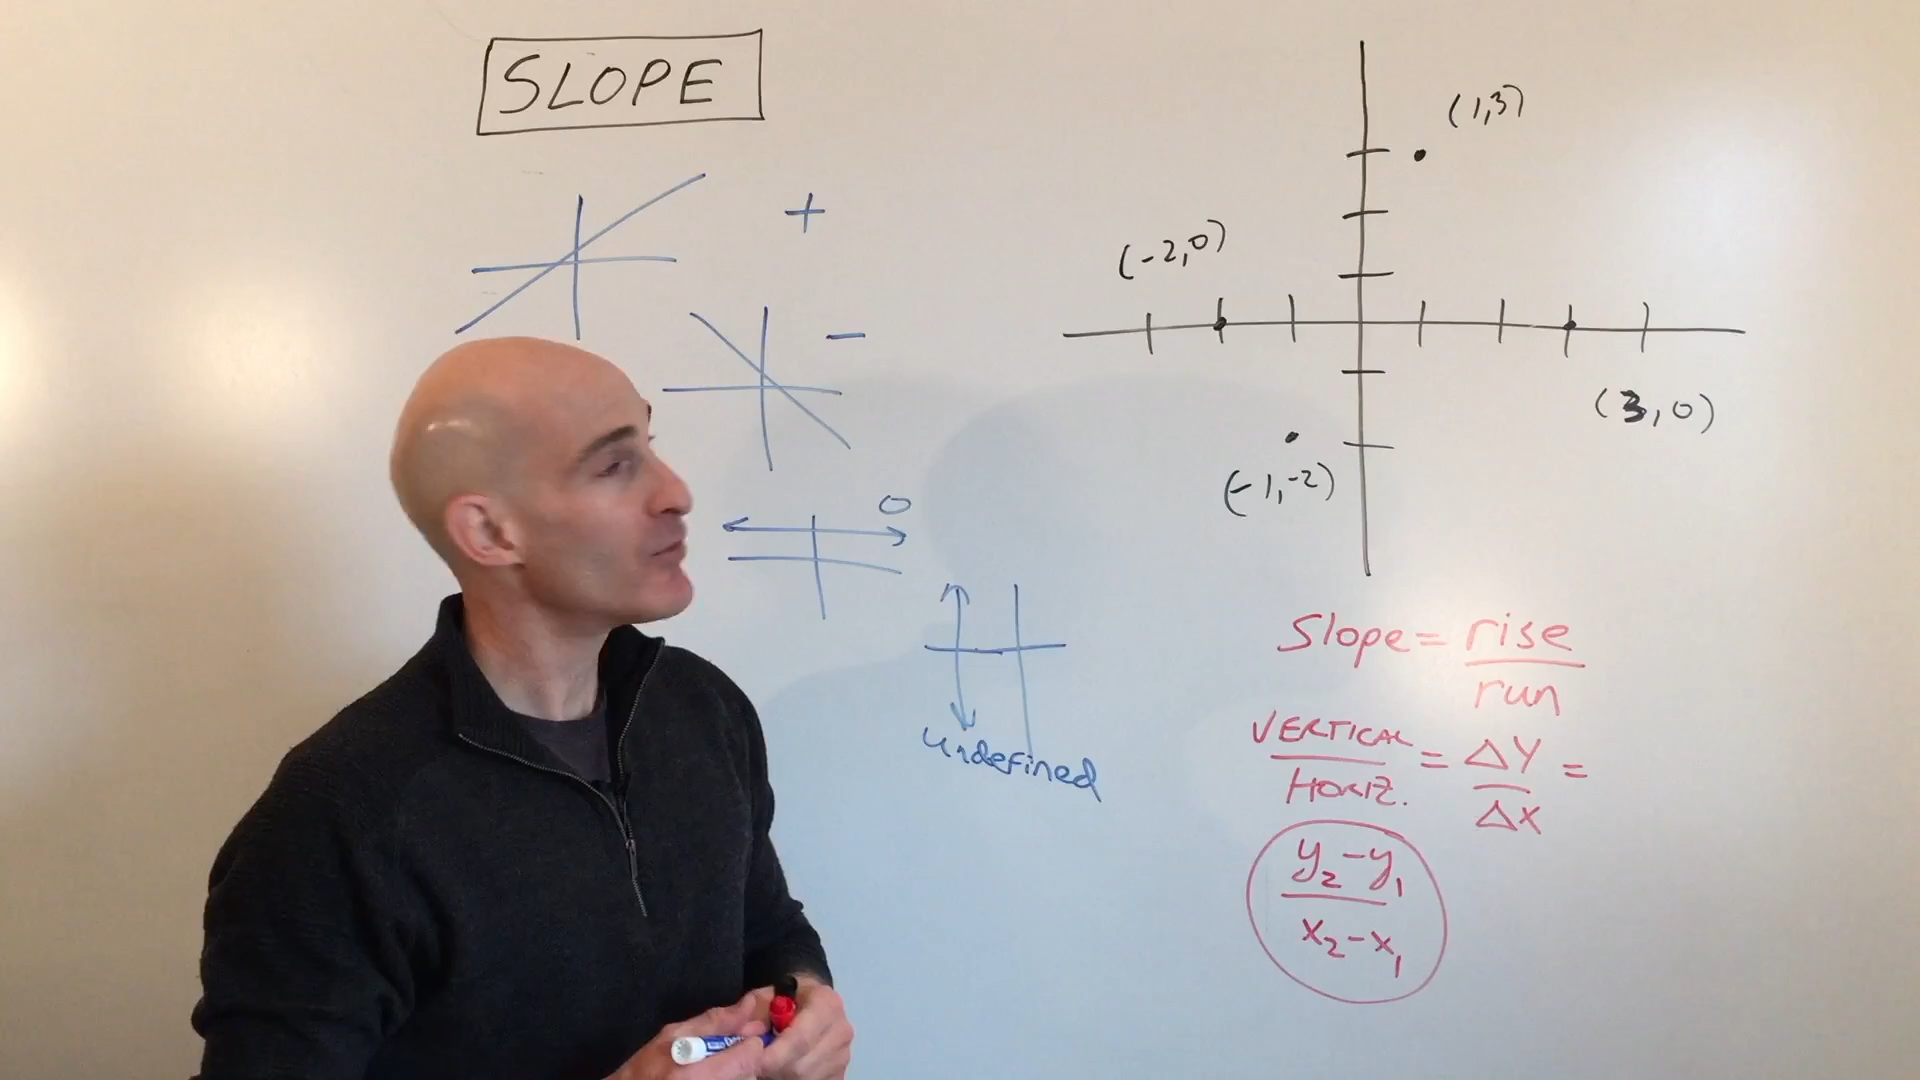 SLOPE
+
−
0
undefined
(1,3)
(-2,0)
(3,0)
(-1,-2)
Slope = rise
run
VERTICAL
HORIZ.
= ΔY =
ΔX
y₂-y₁
x₂-x₁